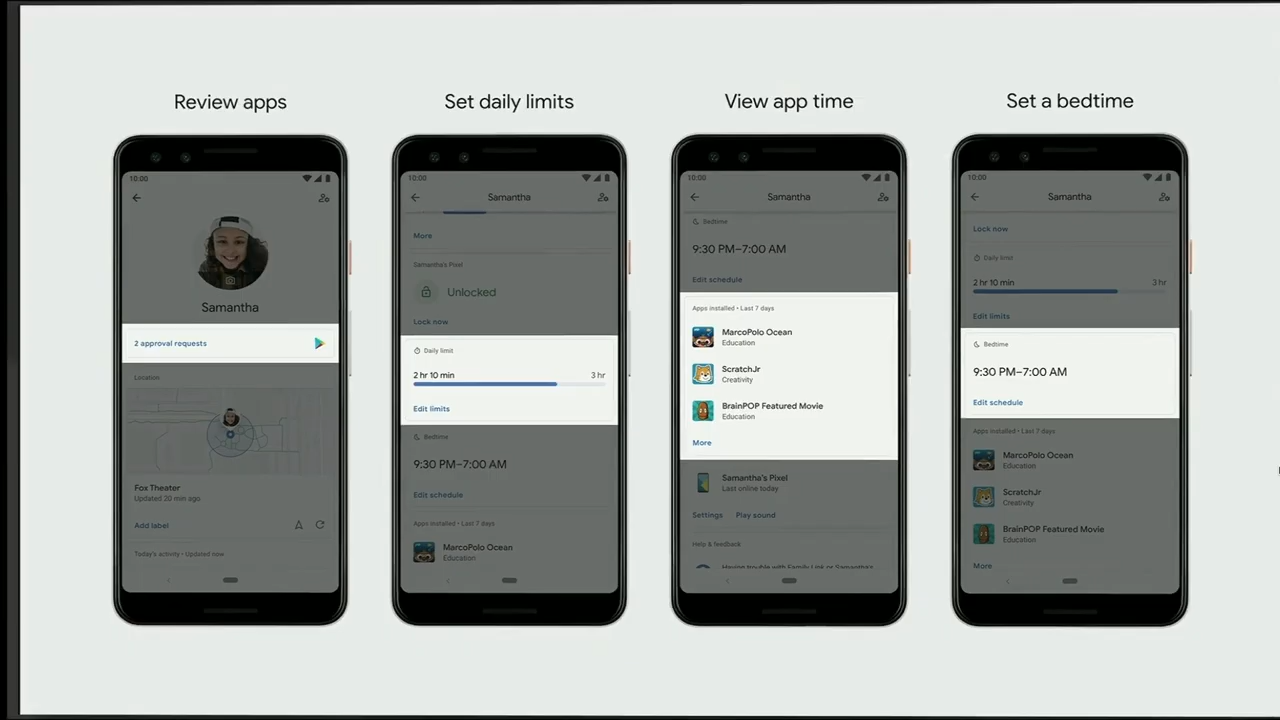 Review apps
10:00
Samantha
2 approval requests
Location
Fox Theater
Updated 20 min ago
Add label
Today's activity • Updated now
Set daily limits
10:00
Samantha
More
Samantha's Pixel
Unlocked
Lock now
Daily limit
2 hr 10 min 3 hr
Edit limits
Bedtime
9:30 PM–7:00 AM
Edit schedule
Apps installed • Last 7 days
MarcoPolo Ocean
Education
View app time
10:00
Samantha
Bedtime
9:30 PM–7:00 AM
Edit schedule
Apps installed • Last 7 days
MarcoPolo Ocean
Education
ScratchJr
Creativity
BrainPOP Featured Movie
Education
More
Samantha's Pixel
Last online today
Settings Play sound
Help & feedback
Having trouble with Family Link or Samantha's
Set a bedtime
10:00
Samantha
Lock now
Daily limit
2 hr 10 min 3 hr
Edit limits
Bedtime
9:30 PM–7:00 AM
Edit schedule
Apps installed • Last 7 days
MarcoPolo Ocean
Education
ScratchJr
Creativity
BrainPOP Featured Movie
Education
More